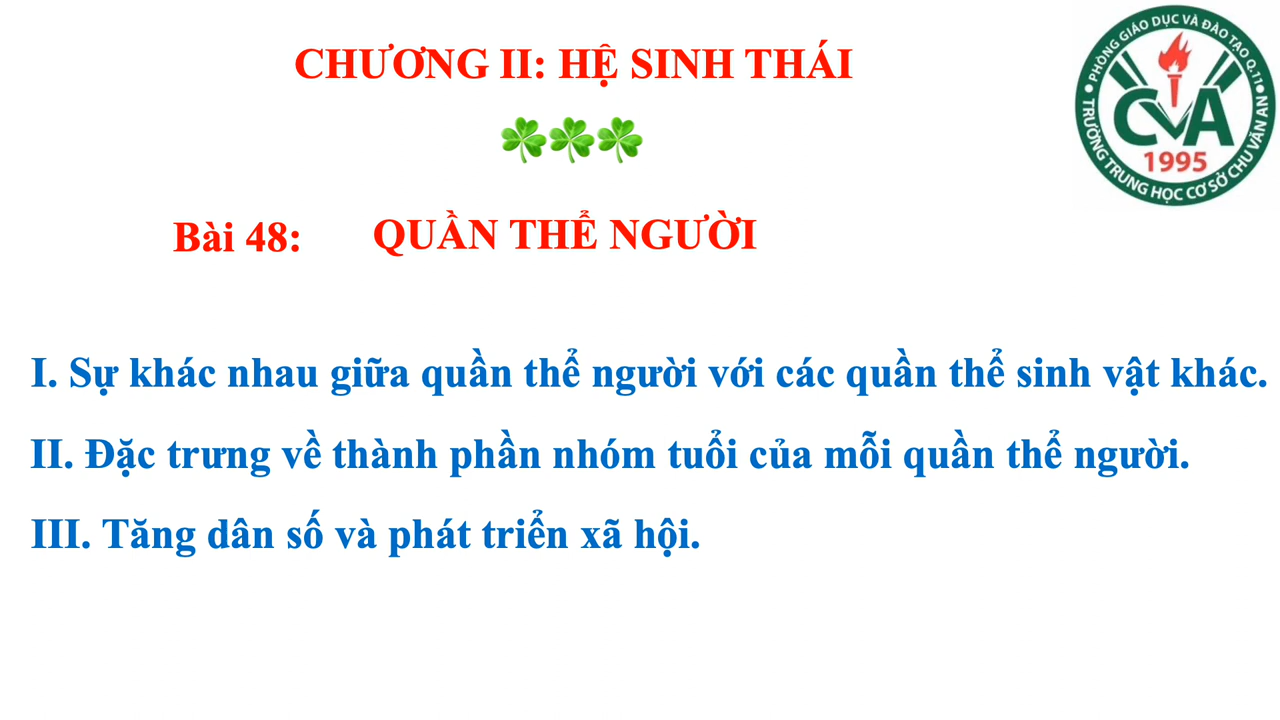 CHƯƠNG II: HỆ SINH THÁI
PHÒNG GIÁO DỤC VÀ ĐÀO TẠO Q.11
TRƯỜNG TRUNG HỌC CƠ SỞ CHU VĂN AN
CVA
1995
Bài 48: QUẦN THỂ NGƯỜI
I. Sự khác nhau giữa quần thể người với các quần thể sinh vật khác.
II. Đặc trưng về thành phần nhóm tuổi của mỗi quần thể người.
III. Tăng dân số và phát triển xã hội.